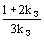 1 + 2k₃
3k₃